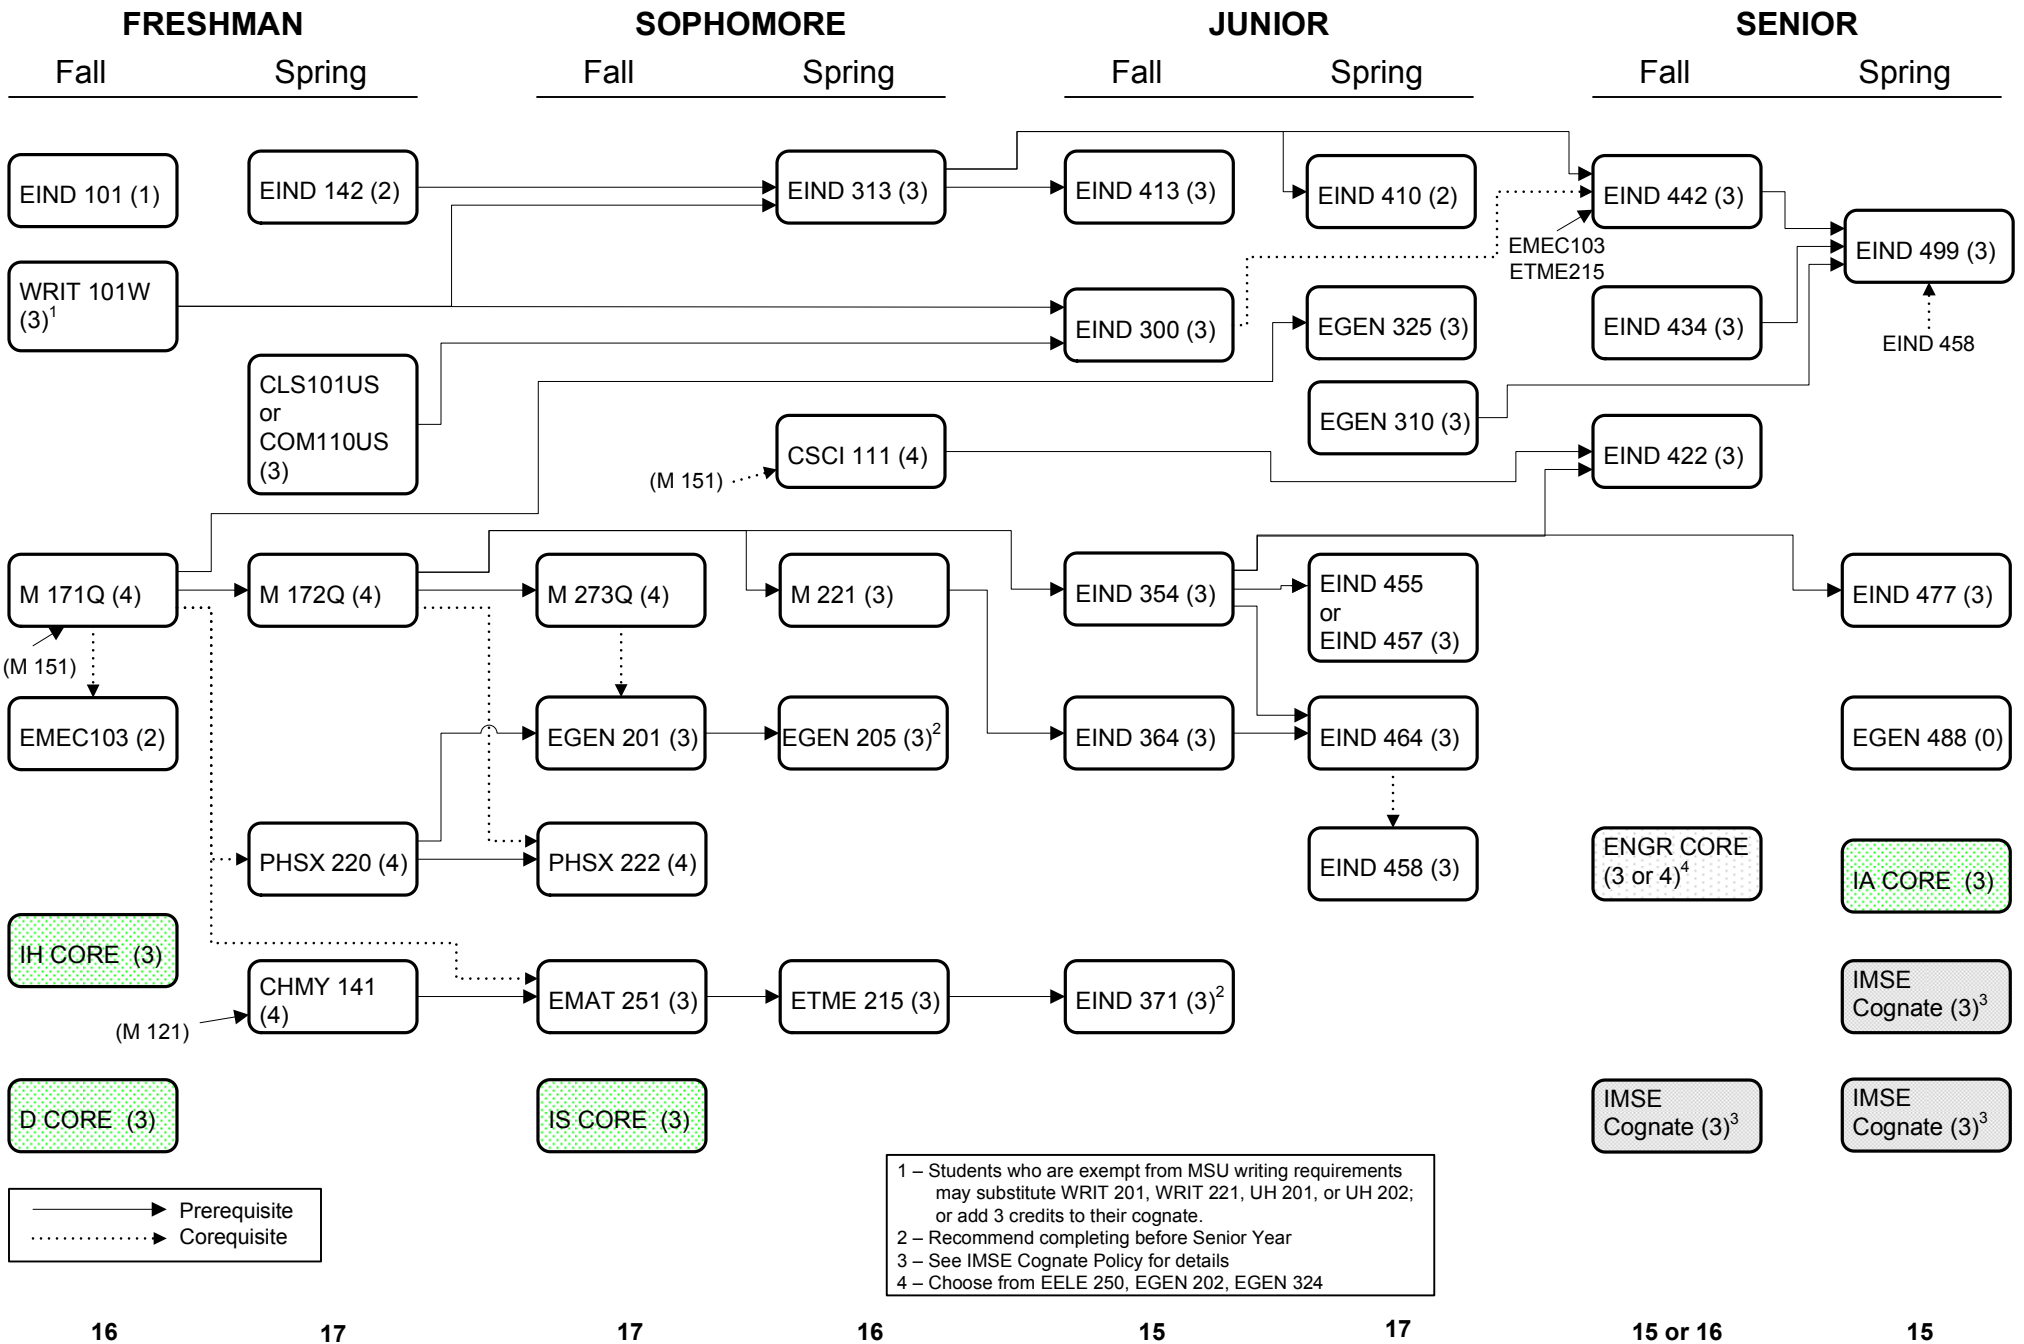 FRESHMAN
SOPHOMORE
JUNIOR
SENIOR
Fall
Spring
Fall
Spring
Fall
Spring
Fall
Spring
EIND 101 (1)
WRIT 101W
(3)1
M 171Q (4)
(M 151)
EMEC103 (2)
IH CORE (3)
(M 121)
D CORE (3)
EIND 142 (2)
CLS101US
or
COM110US
(3)
M 172Q (4)
PHSX 220 (4)
CHMY 141
(4)
M 273Q (4)
EGEN 201 (3)
PHSX 222 (4)
EMAT 251 (3)
IS CORE (3)
EIND 313 (3)
(M 151)
CSCI 111 (4)
M 221 (3)
EGEN 205 (3)2
ETME 215 (3)
EIND 413 (3)
EIND 300 (3)
EIND 354 (3)
EIND 364 (3)
EIND 371 (3)2
EIND 410 (2)
EGEN 325 (3)
EGEN 310 (3)
EIND 455
or
EIND 457 (3)
EIND 464 (3)
EIND 458 (3)
EIND 442 (3)
EMEC103
ETME215
EIND 434 (3)
EIND 422 (3)
ENGR CORE
(3 or 4)4
IMSE
Cognate (3)3
EIND 499 (3)
EIND 458
EIND 477 (3)
EGEN 488 (0)
IA CORE (3)
IMSE
Cognate (3)3
IMSE
Cognate (3)3
Prerequisite
Corequisite
1 – Students who are exempt from MSU writing requirements
may substitute WRIT 201, WRIT 221, UH 201, or UH 202;
or add 3 credits to their cognate.
2 – Recommend completing before Senior Year
3 – See IMSE Cognate Policy for details
4 – Choose from EELE 250, EGEN 202, EGEN 324
16
17
17
16
15
17
15 or 16
15